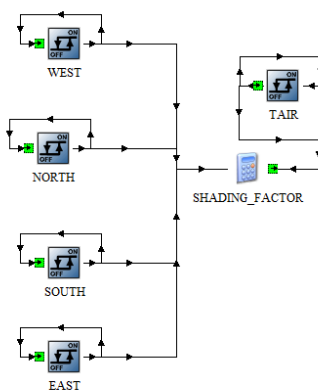 ON
OFF
WEST
ON
OFF
TAIR
ON
OFF
NORTH
SHADING_FACTOR
ON
OFF
SOUTH
ON
OFF
EAST